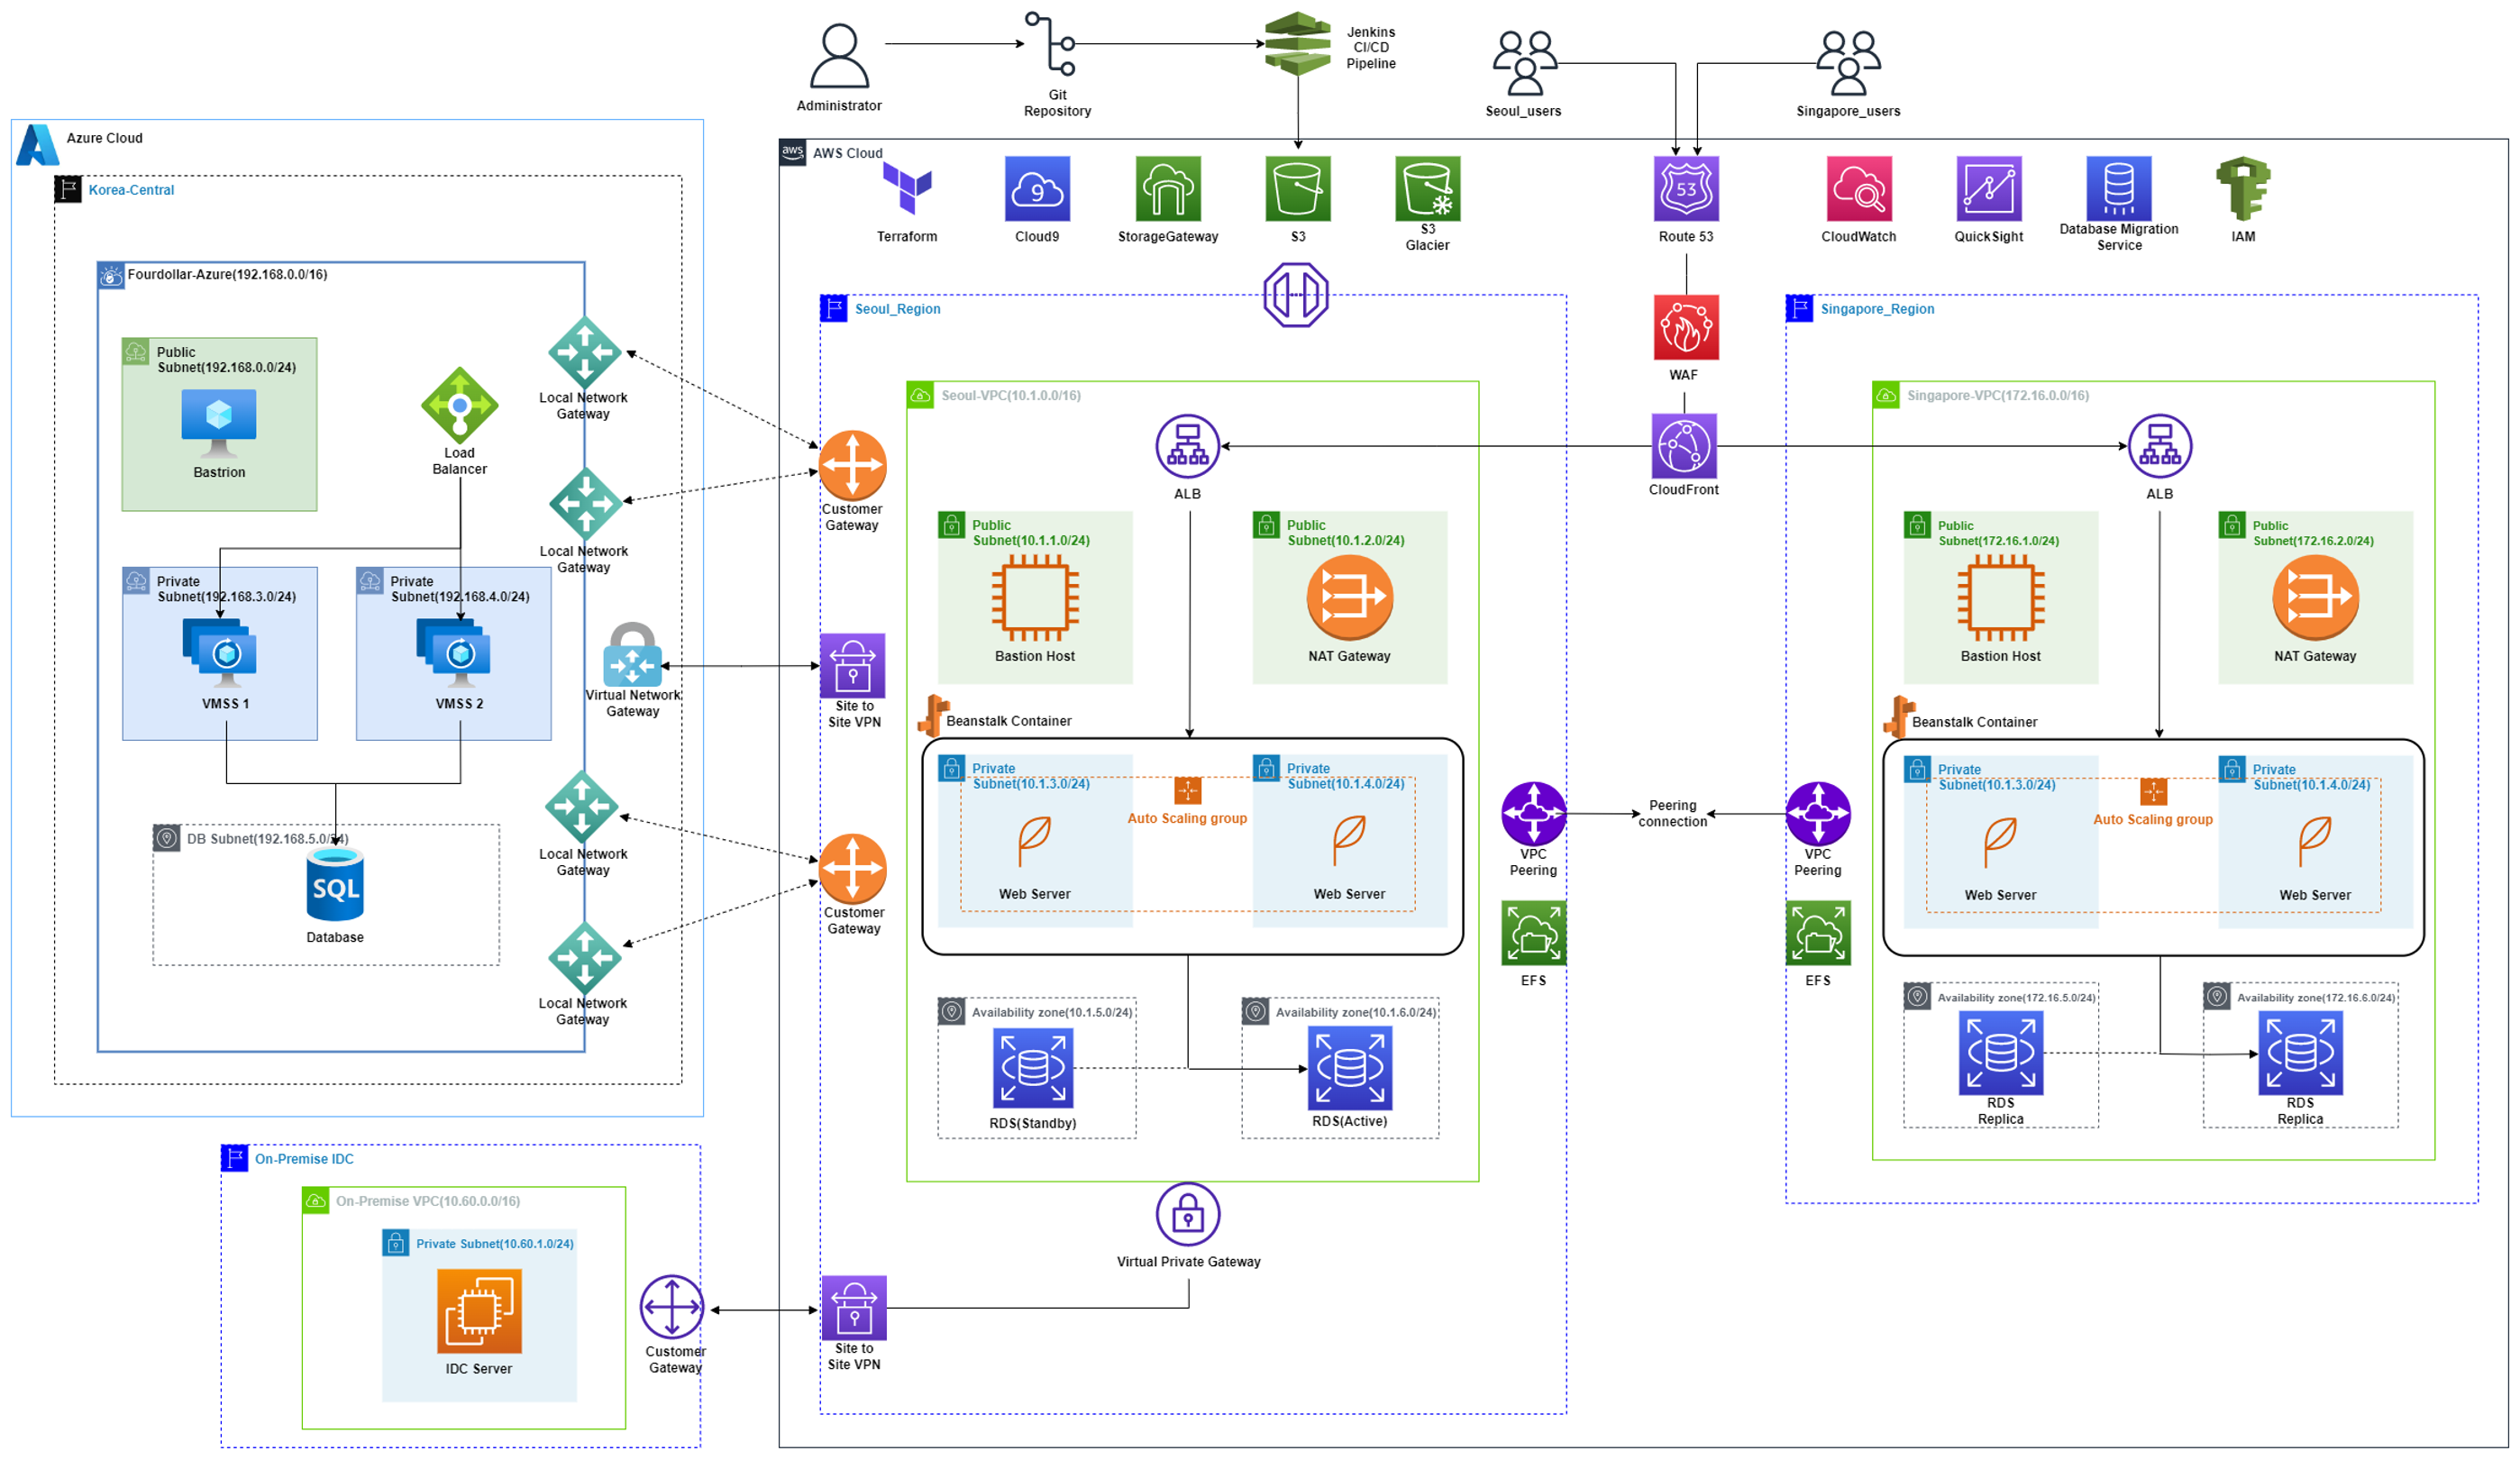 Administrator
Git
Repository
Jenkins
CI/CD
Pipeline
Seoul_users
Singapore_users
Azure Cloud
Korea-Central
Fourdollar-Azure(192.168.0.0/16)
Public
Subnet(192.168.0.0/24)
Bastrion
Load
Balancer
Local Network
Gateway
Local Network
Gateway
Private
Subnet(192.168.3.0/24)
VMSS 1
Private
Subnet(192.168.4.0/24)
VMSS 2
Virtual Network
Gateway
DB Subnet(192.168.5.0/24)
SQL
Database
Local Network
Gateway
Local Network
Gateway
On-Premise IDC
On-Premise VPC(10.60.0.0/16)
Private Subnet(10.60.1.0/24)
IDC Server
Customer
Gateway
aws
AWS Cloud
Terraform
9
Cloud9
StorageGateway
S3
S3
Glacier
53
Route 53
CloudWatch
QuickSight
Database Migration
Service
IAM
WAF
CloudFront
Seoul_Region
Customer
Gateway
Site to
Site VPN
Customer
Gateway
Site to
Site VPN
Seoul-VPC(10.1.0.0/16)
ALB
Public
Subnet(10.1.1.0/24)
Bastion Host
Public
Subnet(10.1.2.0/24)
NAT Gateway
Beanstalk Container
Private
Subnet(10.1.3.0/24)
Web Server
Auto Scaling group
Private
Subnet(10.1.4.0/24)
Web Server
Availability zone(10.1.5.0/24)
RDS(Standby)
Availability zone(10.1.6.0/24)
RDS(Active)
Virtual Private Gateway
VPC
Peering
EFS
Peering
connection
Singapore_Region
VPC
Peering
EFS
Singapore-VPC(172.16.0.0/16)
ALB
Public
Subnet(172.16.1.0/24)
Bastion Host
Public
Subnet(172.16.2.0/24)
NAT Gateway
Beanstalk Container
Private
Subnet(10.1.3.0/24)
Web Server
Auto Scaling group
Private
Subnet(10.1.4.0/24)
Web Server
Availability zone(172.16.5.0/24)
RDS
Replica
Availability zone(172.16.6.0/24)
RDS
Replica